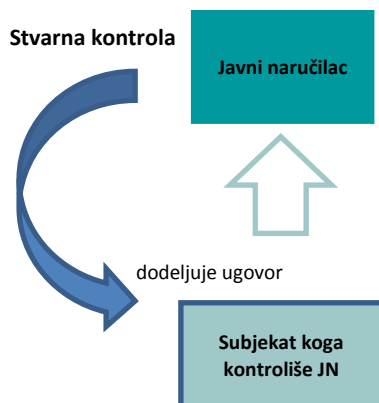 Stvarna kontrola
Javni naručilac
dodeljuje ugovor
Subjekat koga
kontroliše JN